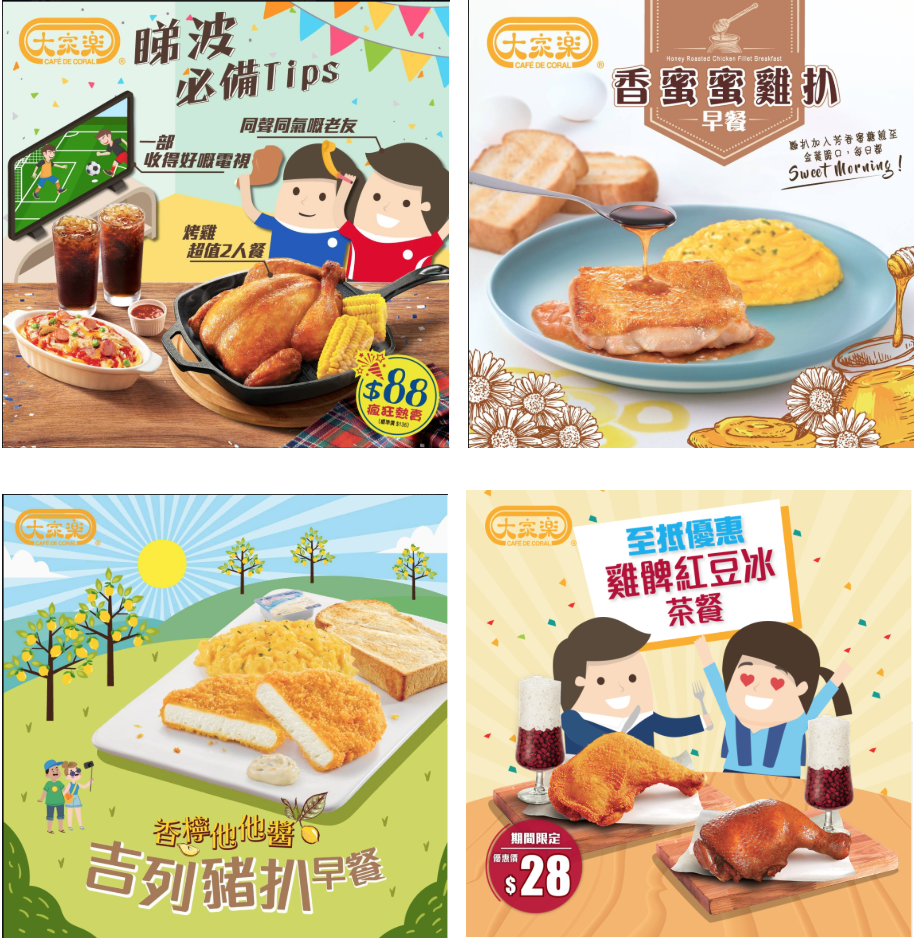 大家樂
CAFÉ DE CORAL
®
睇波
必備Tips
一部
收得好嘅電視
同聲同氣嘅老友
烤雞
超值2人餐
$88
瘋狂熱賣
大家樂
CAFÉ DE CORAL
®
Honey Roasted Chicken Fillet Breakfast
香蜜蜜雞扒
早餐
Sweet Morning!
大家樂
CAFÉ DE CORAL
香檸他他醬
吉列豬扒早餐
大家樂
CAFÉ DE CORAL
至抵優惠
雞髀紅豆冰
茶餐
期間限定
優惠價
$28